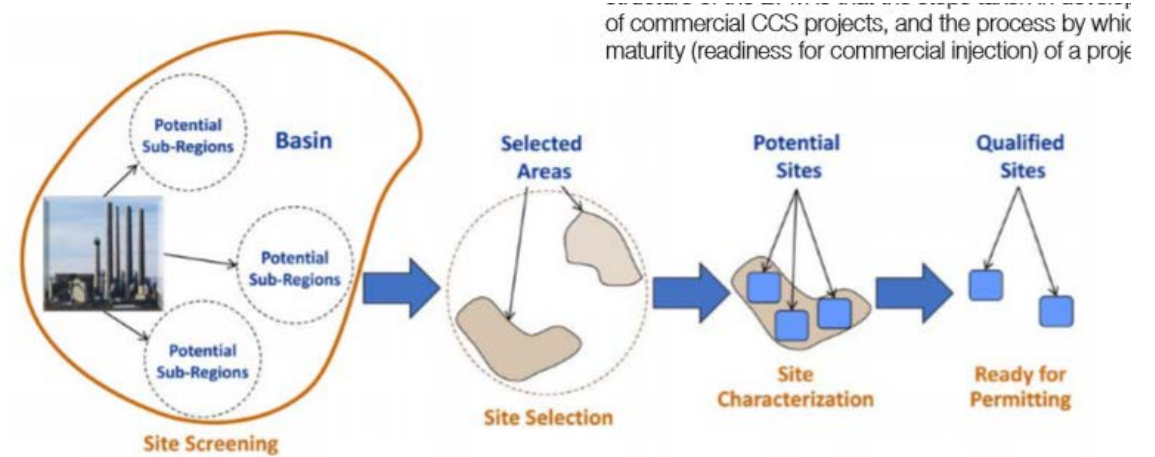 of commercial CCS projects, and the process by
maturity (readiness for commercial injection) of a
Potential
Sub-Regions
Basin
Potential
Sub-Regions
Potential
Sub-Regions
Site Screening
Selected
Areas
Site Selection
Potential
Sites
Site
Characterization
Qualified
Sites
Ready for
Permitting